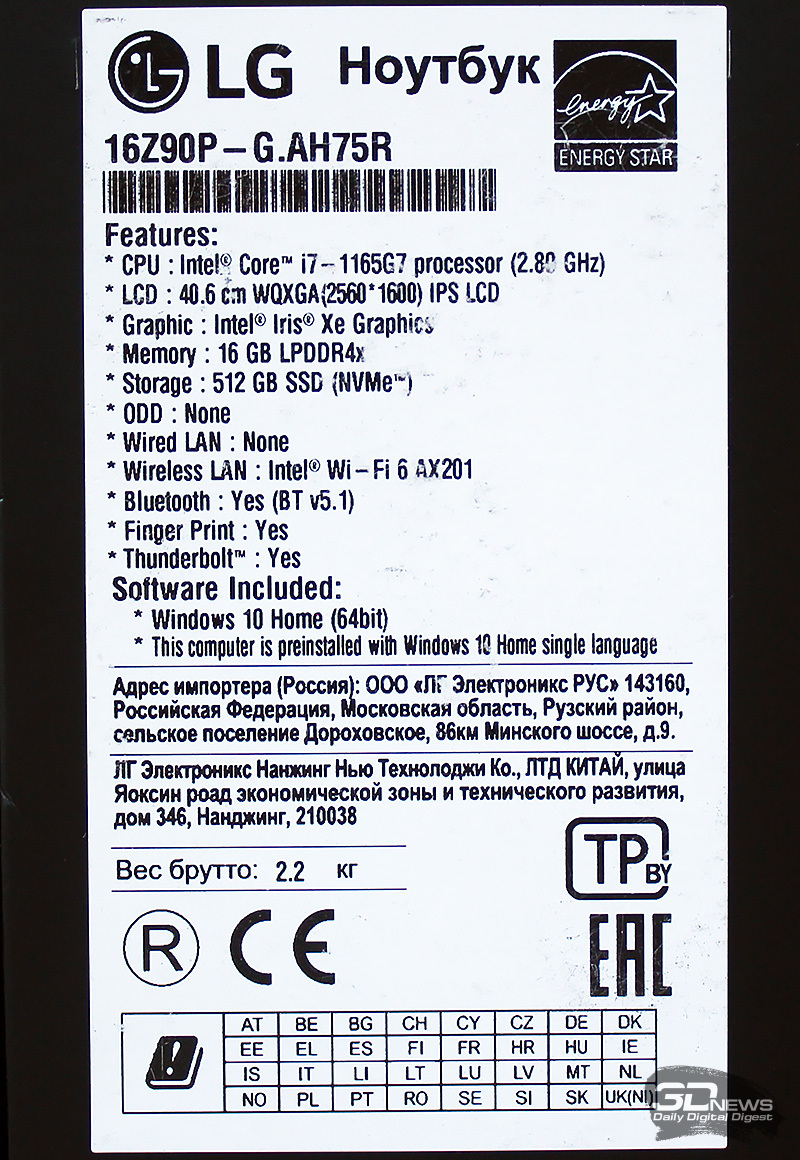 LG Ноутбук
energy
ENERGY STAR
16Z90P-G.AH75R
Features:
* CPU : Intel® Core™ i7-1165G7 processor (2.80 GHz)
* LCD : 40.6 cm WQXGA(2560*1600) IPS LCD
* Graphic : Intel® Iris® Xe Graphics
* Memory : 16 GB LPDDR4x
* Storage : 512 GB SSD (NVMe™)
* ODD : None
* Wired LAN : None
* Wireless LAN : Intel® Wi-Fi 6 AX201
* Bluetooth : Yes (BT v5.1)
* Finger Print : Yes
* Thunderbolt™ : Yes
Software Included:
* Windows 10 Home (64bit)
* This computer is preinstalled with Windows 10 Home single language
Адрес импортера (Россия): ООО «ЛГ Электроникс РУС» 143160,
Российская Федерация, Московская область, Рузский район,
сельское поселение Дороховское, 86км Минского шоссе, д.9.
ЛГ Электроникс Нанжинг Нью Технолоджи Ко., ЛТД КИТАЙ, улица
Яоксин роад экономической зоны и технического развития,
дом 346, Нанджинг, 210038
Вес брутто: 2.2 кг
TP BY
R CE EAC
AT BE BG CH CY CZ DE DK
EE EL ES FI FR HR HU IE
IS IT LI LT LU LV MT NL
NO PL PT RO SE SI SK UK(NI)
3DNEWS
Daily Digital Digest